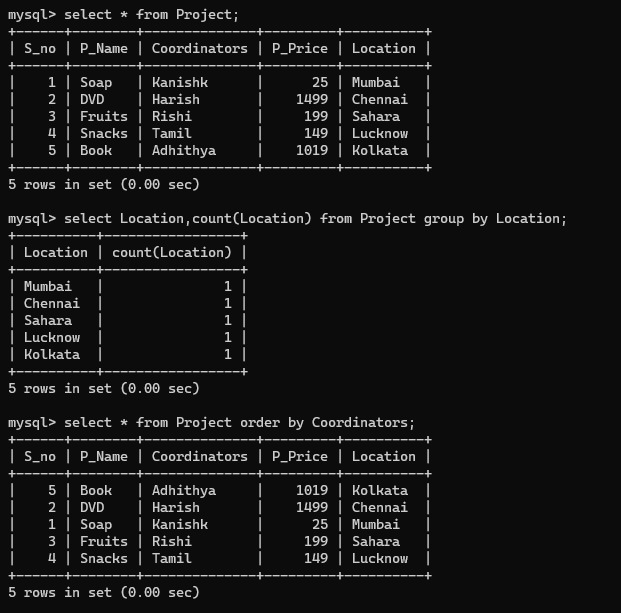 mysql> select * from Project;
+------+--------+--------------+---------+----------+
| S_no | P_Name | Coordinators | P_Price | Location |
+------+--------+--------------+---------+----------+
|    1 | Soap   | Kanishk      |      25 | Mumbai   |
|    2 | DVD    | Harish       |    1499 | Chennai  |
|    3 | Fruits | Rishi        |     199 | Sahara   |
|    4 | Snacks | Tamil        |     149 | Lucknow  |
|    5 | Book   | Adhithya     |    1019 | Kolkata  |
+------+--------+--------------+---------+----------+
5 rows in set (0.00 sec)

mysql> select Location,count(Location) from Project group by Location;
+----------+-----------------+
| Location | count(Location) |
+----------+-----------------+
| Mumbai   |               1 |
| Chennai  |               1 |
| Sahara   |               1 |
| Lucknow  |               1 |
| Kolkata  |               1 |
+----------+-----------------+
5 rows in set (0.00 sec)

mysql> select * from Project order by Coordinators;
+------+--------+--------------+---------+----------+
| S_no | P_Name | Coordinators | P_Price | Location |
+------+--------+--------------+---------+----------+
|    5 | Book   | Adhithya     |    1019 | Kolkata  |
|    2 | DVD    | Harish       |    1499 | Chennai  |
|    1 | Soap   | Kanishk      |      25 | Mumbai   |
|    3 | Fruits | Rishi        |     199 | Sahara   |
|    4 | Snacks | Tamil        |     149 | Lucknow  |
+------+--------+--------------+---------+----------+
5 rows in set (0.00 sec)